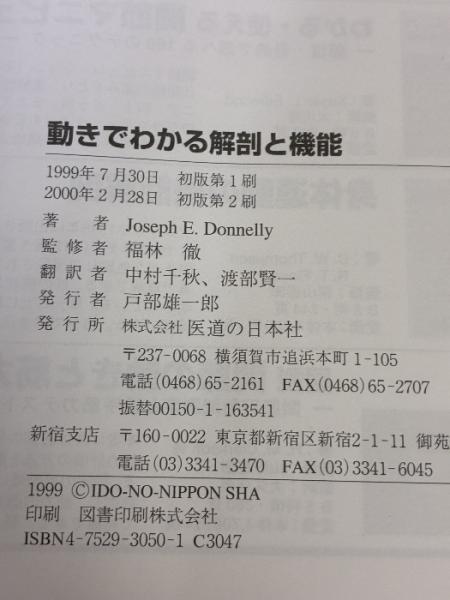 動きでわかる解剖と機能
1999年 7月30日　初版第1刷
2000年 2月28日　初版第2刷
著者　Joseph E. Donnelly
監修者　福林 徹
翻訳者　中村千秋、渡部賢一
発行者　戸部雄一郎
発行所　株式会社 医道の日本社
〒237-0068 横須賀市追浜本町1-105
電話(0468)65-2161　FAX(0468)65-2707
振替00150-1-163541
新宿支店　〒160-0022 東京都新宿区新宿2-1-11 御苑
電話(03)3341-3470　FAX(03)3341-6045
1999 ©IDO-NO-NIPPON SHA
印刷　図書印刷株式会社
ISBN4-7529-3050-1 C3047